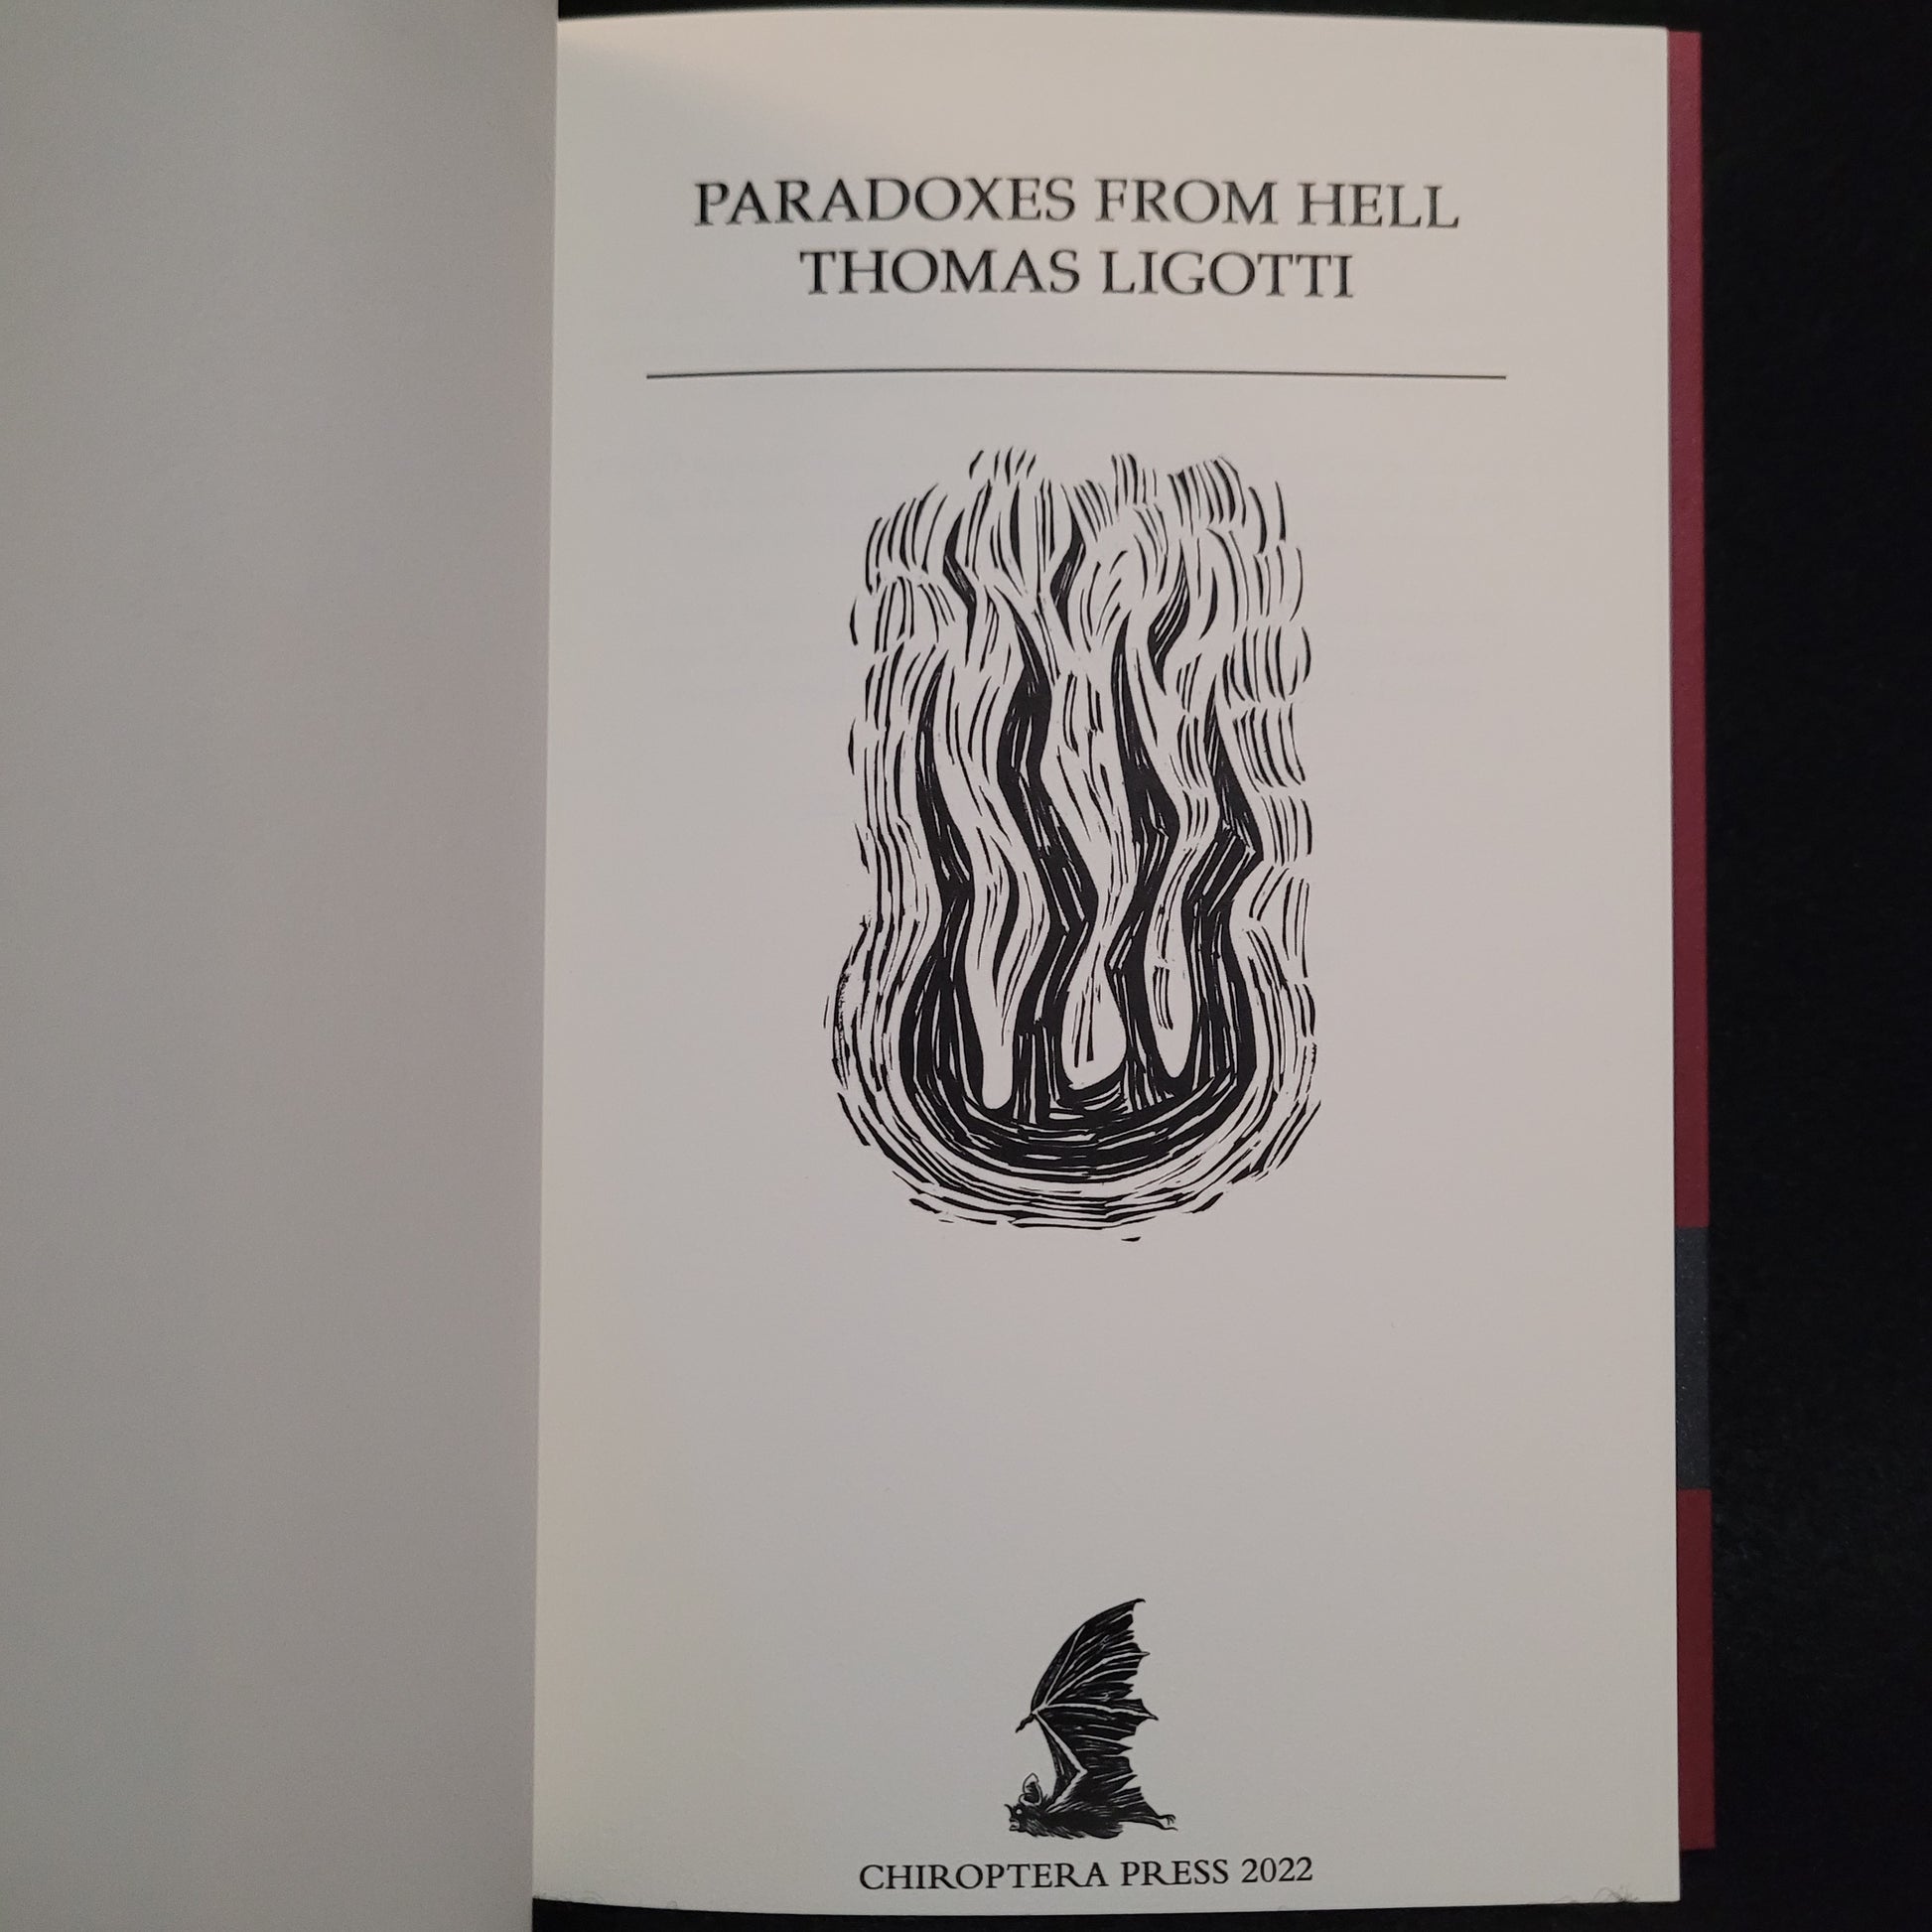 PARADOXES FROM HELL
THOMAS LIGOTTI
CHIROPTERA PRESS 2022